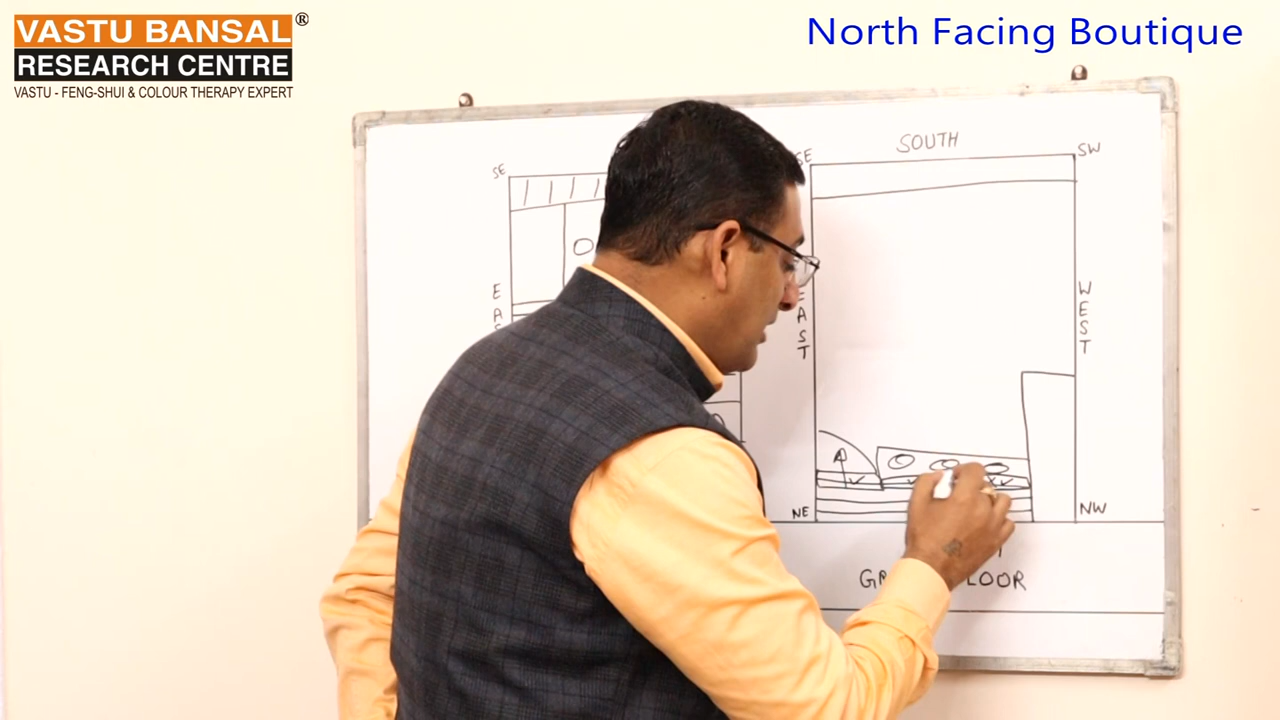 VASTU BANSAL®
RESEARCH CENTRE
VASTU - FENG-SHUI & COLOUR THERAPY EXPERT
North Facing Boutique
SE
EAS
SE
SOUTH
SW
EAST
WEST
NE
NW